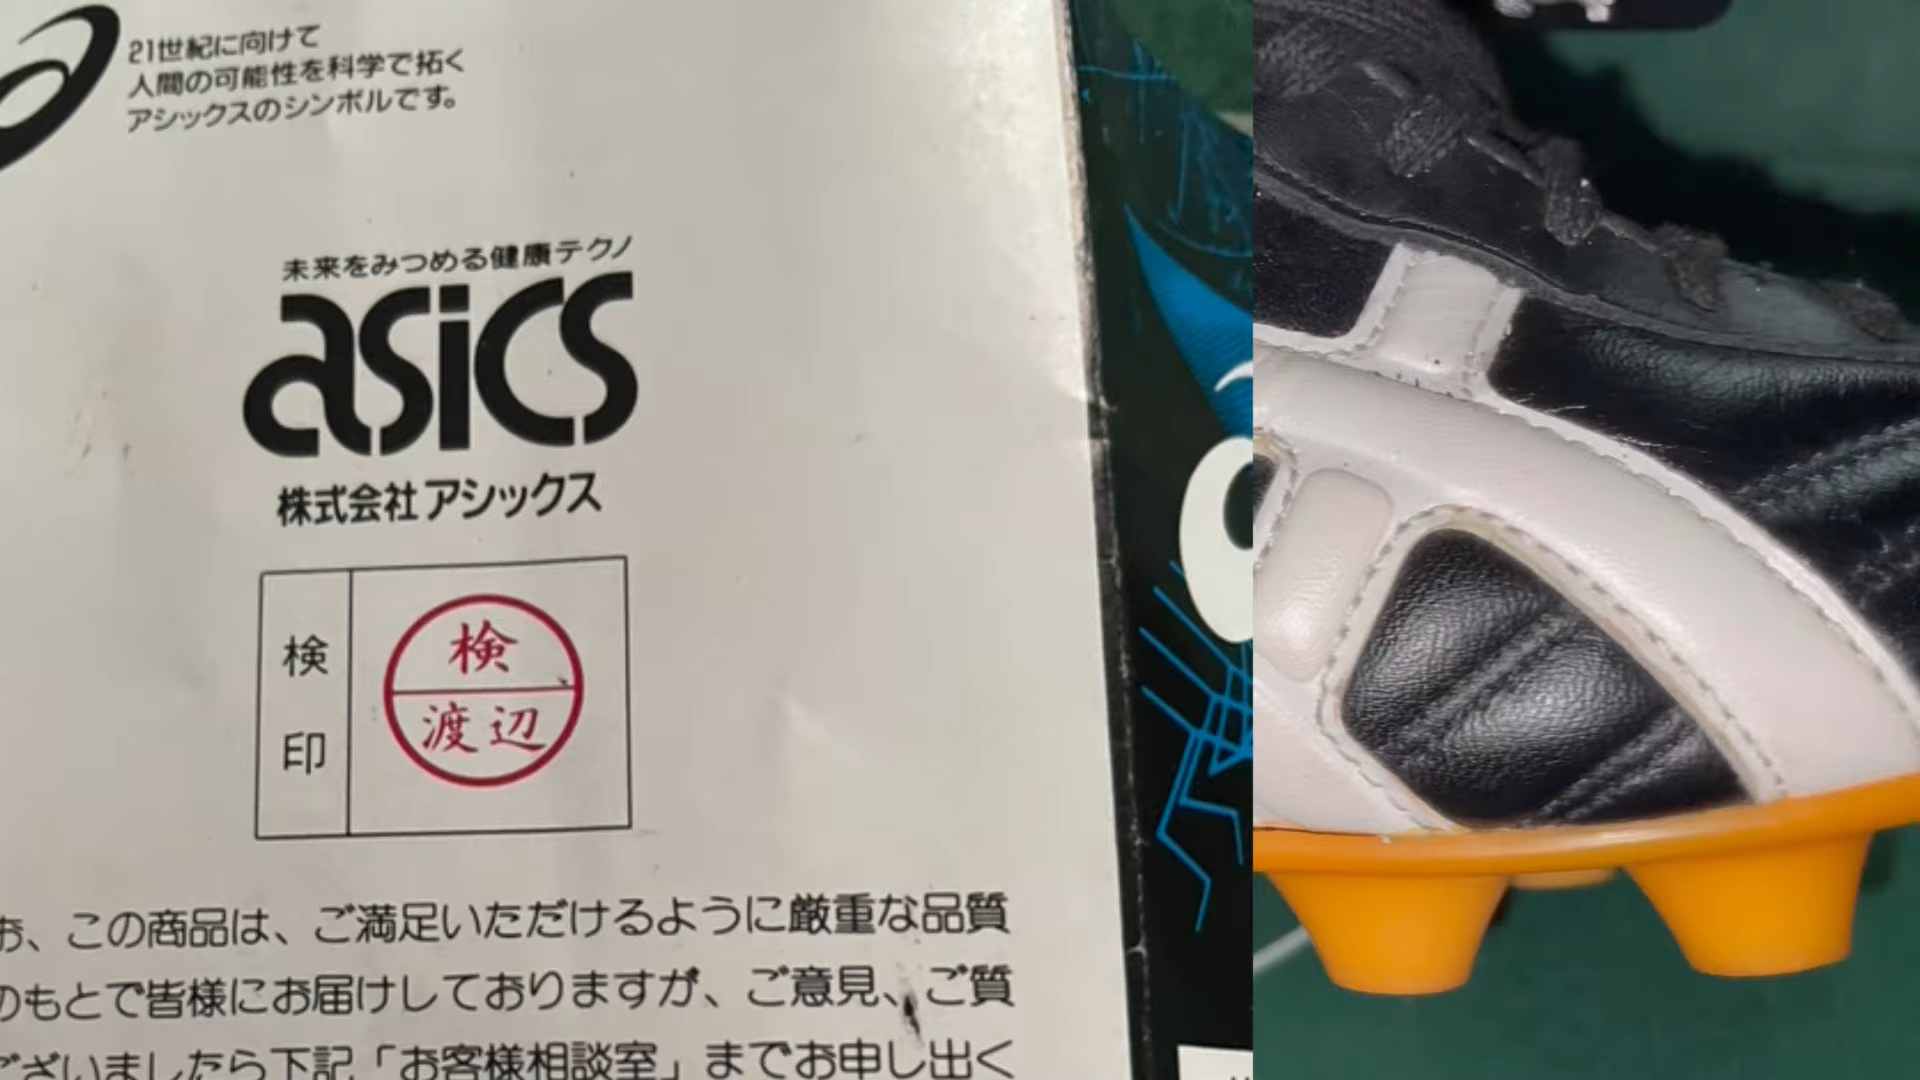 21世紀に向けて
人間の可能性を科学で拓く
アシックスのシンボルです。
未来をみつめる健康テクノ
asics
株式会社アシックス
検印
検
渡辺
お、この商品は、ご満足いただけるように厳重な品質
のもとで皆様にお届けしておりますが、ご意見、ご質
ございましたら下記「お客様相談室」までお申し出く